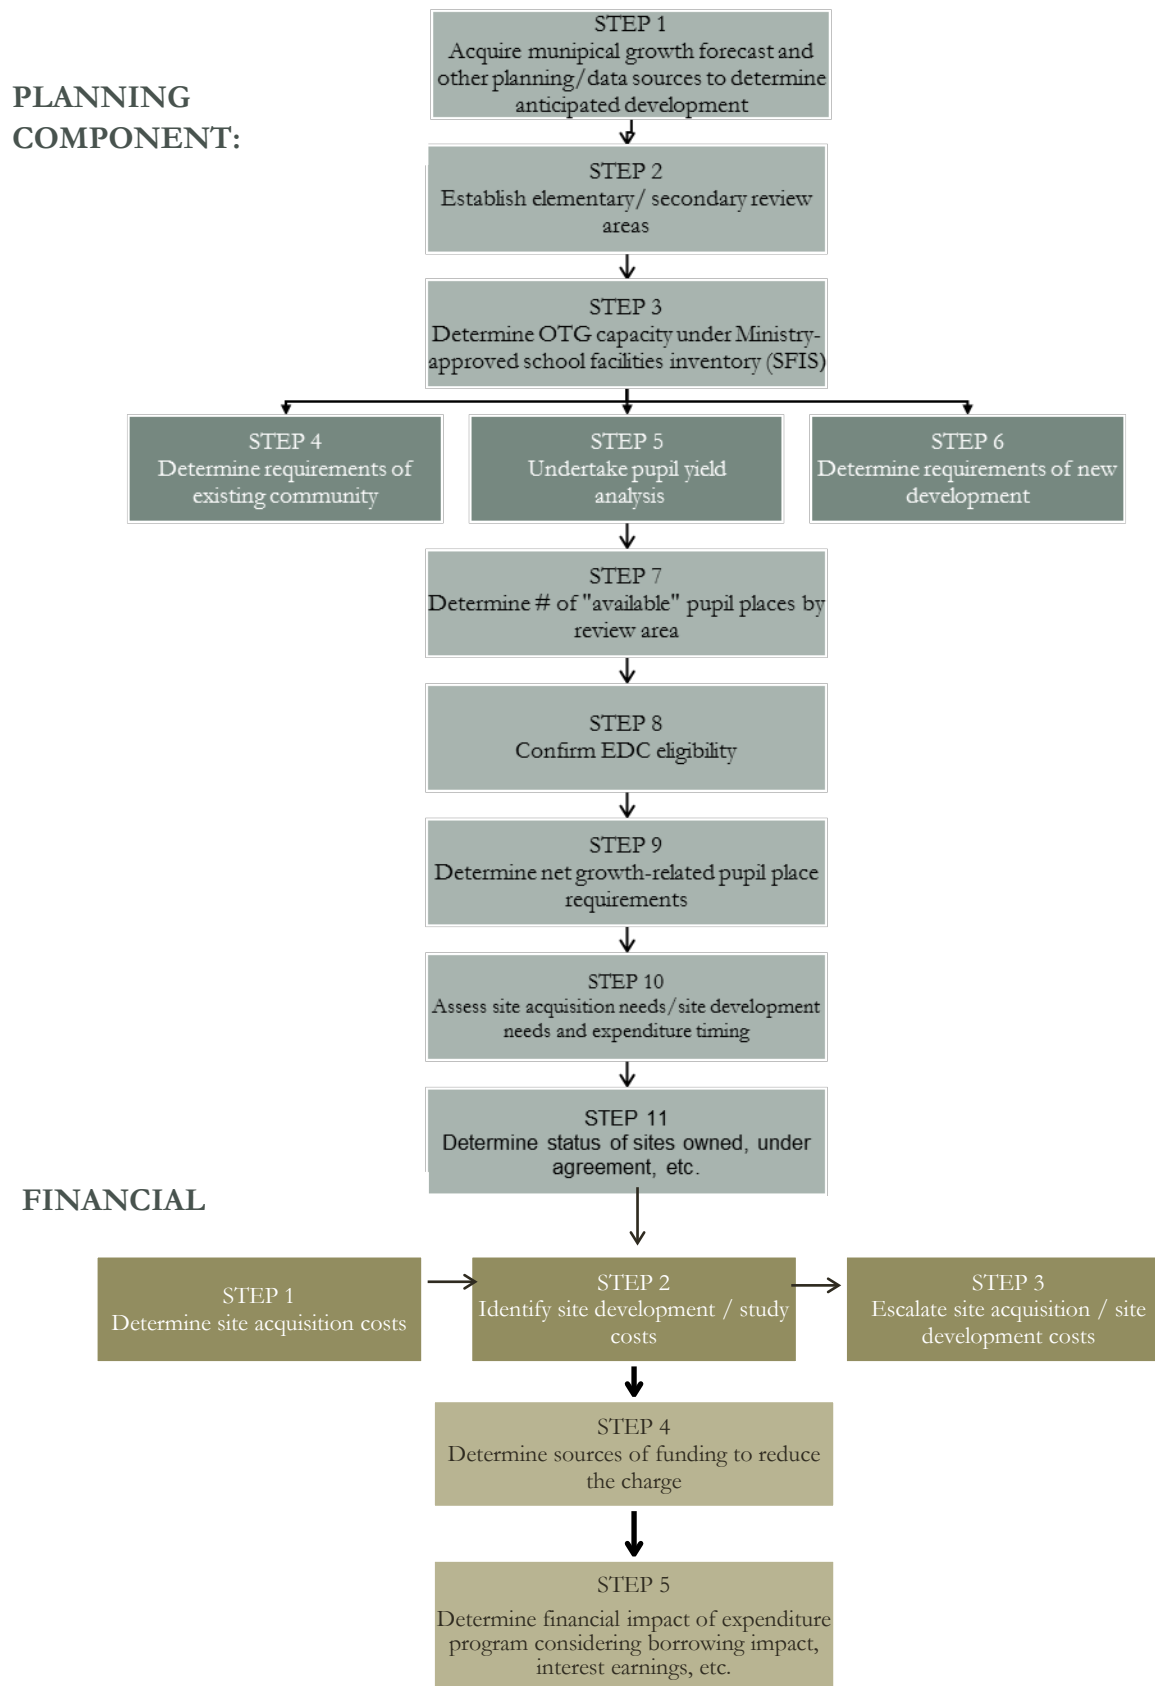 PLANNING
COMPONENT:
STEP 1
Acquire munipical growth forecast and
other planning/data sources to determine
anticipated development
STEP 2
Establish elementary/ secondary review
areas
STEP 3
Determine OTG capacity under Ministry-
approved school facilities inventory (SFIS)
STEP 4
Determine requirements of
existing community
STEP 5
Undertake pupil yield
analysis
STEP 6
Determine requirements of new
development
STEP 7
Determine # of "available" pupil places by
review area
STEP 8
Confirm EDC eligibility
STEP 9
Determine net growth-related pupil place
requirements
STEP 10
Assess site acquisition needs/site development
needs and expenditure timing
STEP 11
Determine status of sites owned, under
agreement, etc.
FINANCIAL
STEP 1
Determine site acquisition costs
STEP 2
Identify site development / study
costs
STEP 3
Escalate site acquisition / site
development costs
STEP 4
Determine sources of funding to reduce
the charge
STEP 5
Determine financial impact of expenditure
program considering borrowing impact,
interest earnings, etc.